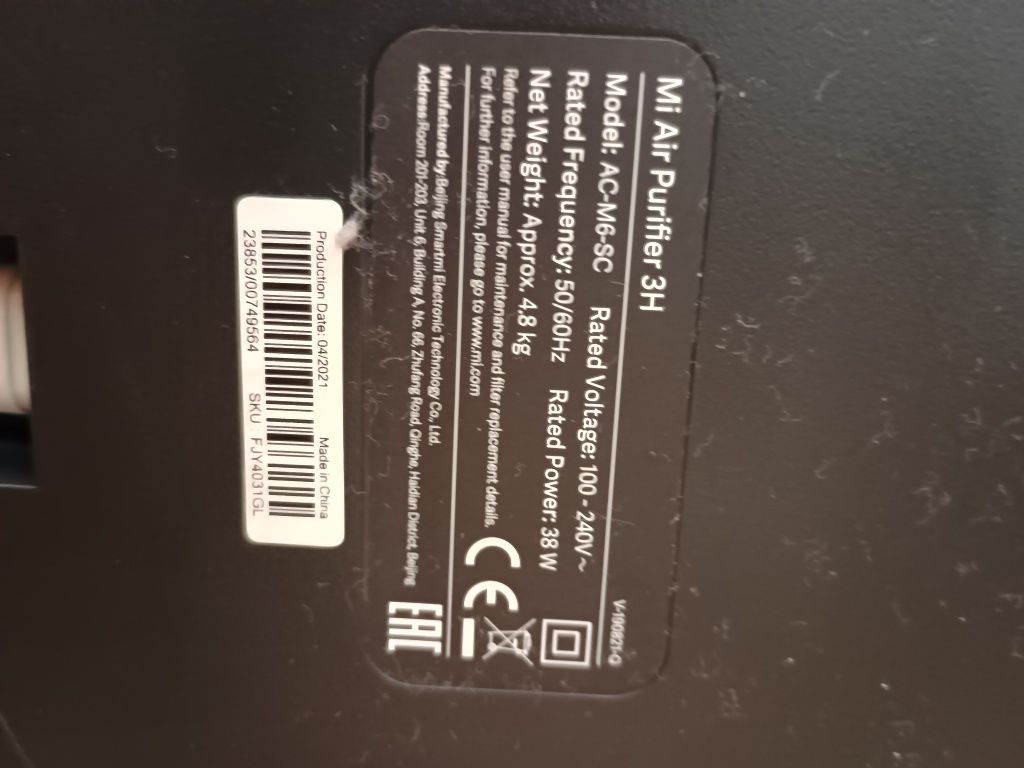 Mi Air Purifier 3H
V-190821-G
Model: AC-M6-SC Rated Voltage: 100 - 240V~
Rated Frequency: 50/60Hz Rated Power: 38 W
Net Weight: Approx. 4.8 kg
Refer to the user manual for maintenance and filter replacement details.
For further information, please go to www.mi.com
Manufactured by Beijing Smartmi Electronic Technology Co., Ltd.
Address: Room 201-203, Unit 6, Building A, No. 66, Zhufang Road, Qinghe, Haidian District, Beijing
CE
EAC
Production Date: 04/2021 Made in China
23853/00749564 SKU : FJY4031GL